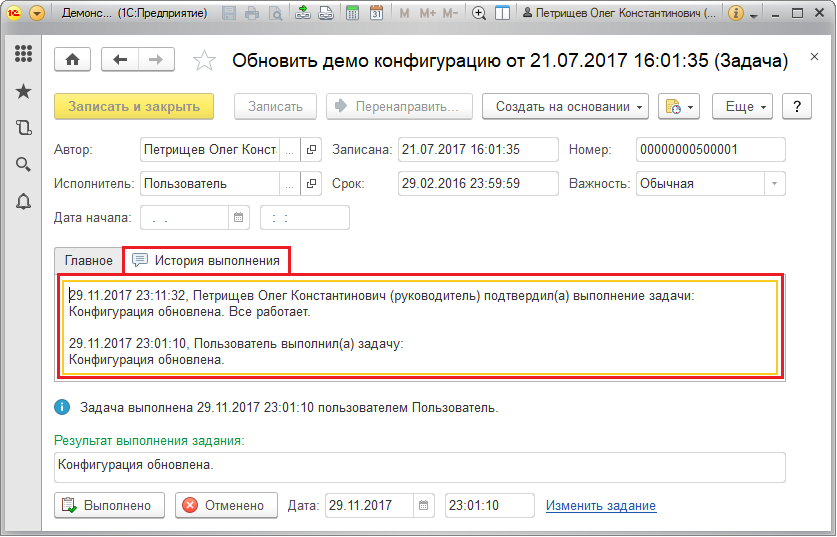 1С Демонс... (1С:Предприятие) 31 M M+ M- Петрищев Олег Константинович (... i
Обновить демо конфигурацию от 21.07.2017 16:01:35 (Задача)
Записать и закрыть Записать Перенаправить... Создать на основании Еще ?
Автор: Петрищев Олег Конст ... Записана: 21.07.2017 16:01:35 Номер: 00000000500001
Исполнитель: Пользователь ... Срок: 29.02.2016 23:59:59 Важность: Обычная
Дата начала: . . : :
Главное История выполнения
29.11.2017 23:11:32, Петрищев Олег Константинович (руководитель) подтвердил(а) выполнение задачи:
Конфигурация обновлена. Все работает.
29.11.2017 23:01:10, Пользователь выполнил(а) задачу:
Конфигурация обновлена.
i Задача выполнена 29.11.2017 23:01:10 пользователем Пользователь.
Результат выполнения задания:
Конфигурация обновлена.
Выполнено Отменено Дата: 29.11.2017 23:01:10 Изменить задание